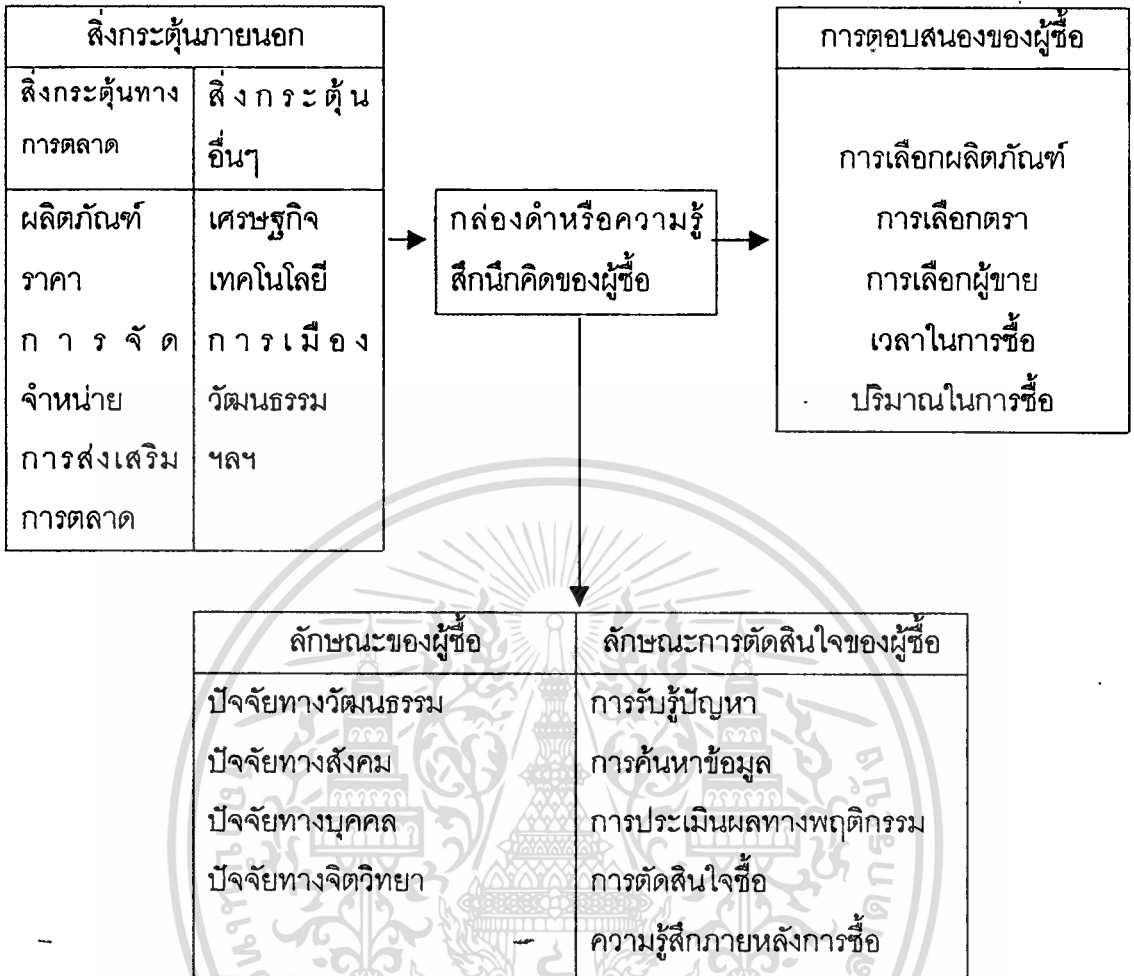 สิ่งกระตุ้นภายนอก
สิ่งกระตุ้นทาง
การตลาด
สิ่งกระตุ้น
อื่นๆ
ผลิตภัณฑ์
ราคา
การจัด
จำหน่าย
การส่งเสริม
การตลาด
เศรษฐกิจ
เทคโนโลยี
การเมือง
วัฒนธรรม
ฯลฯ
กล่องดำหรือความรู้
สึกนึกคิดของผู้ซื้อ
การตอบสนองของผู้ซื้อ
การเลือกผลิตภัณฑ์
การเลือกตรา
การเลือกผู้ขาย
เวลาในการซื้อ
ปริมาณในการซื้อ
ลักษณะของผู้ซื้อ
ปัจจัยทางวัฒนธรรม
ปัจจัยทางสังคม
ปัจจัยทางบุคคล
ปัจจัยทางจิตวิทยา
ลักษณะการตัดสินใจของผู้ซื้อ
การรับรู้ปัญหา
การค้นหาข้อมูล
การประเมินผลทางพฤติกรรม
การตัดสินใจซื้อ
ความรู้สึกภายหลังการซื้อ